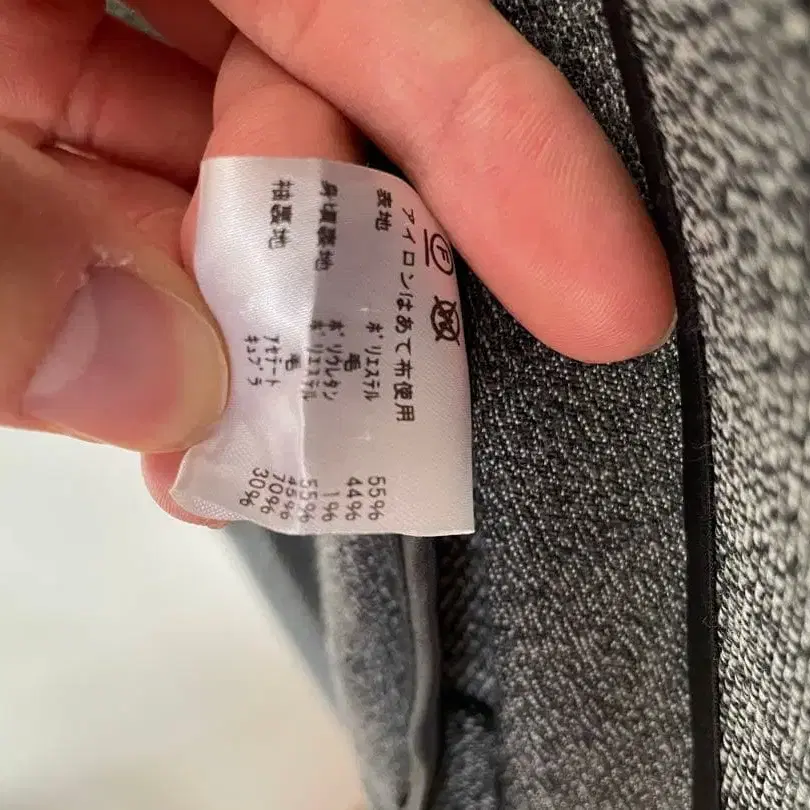 F
アイロンはあて布使用
表地 ポリエステル 55%
毛 44%
ポリウレタン 1%
身頃裏地 ポリエステル 55%
毛 45%
袖裏地 アセテート 70%
キュプラ 30%